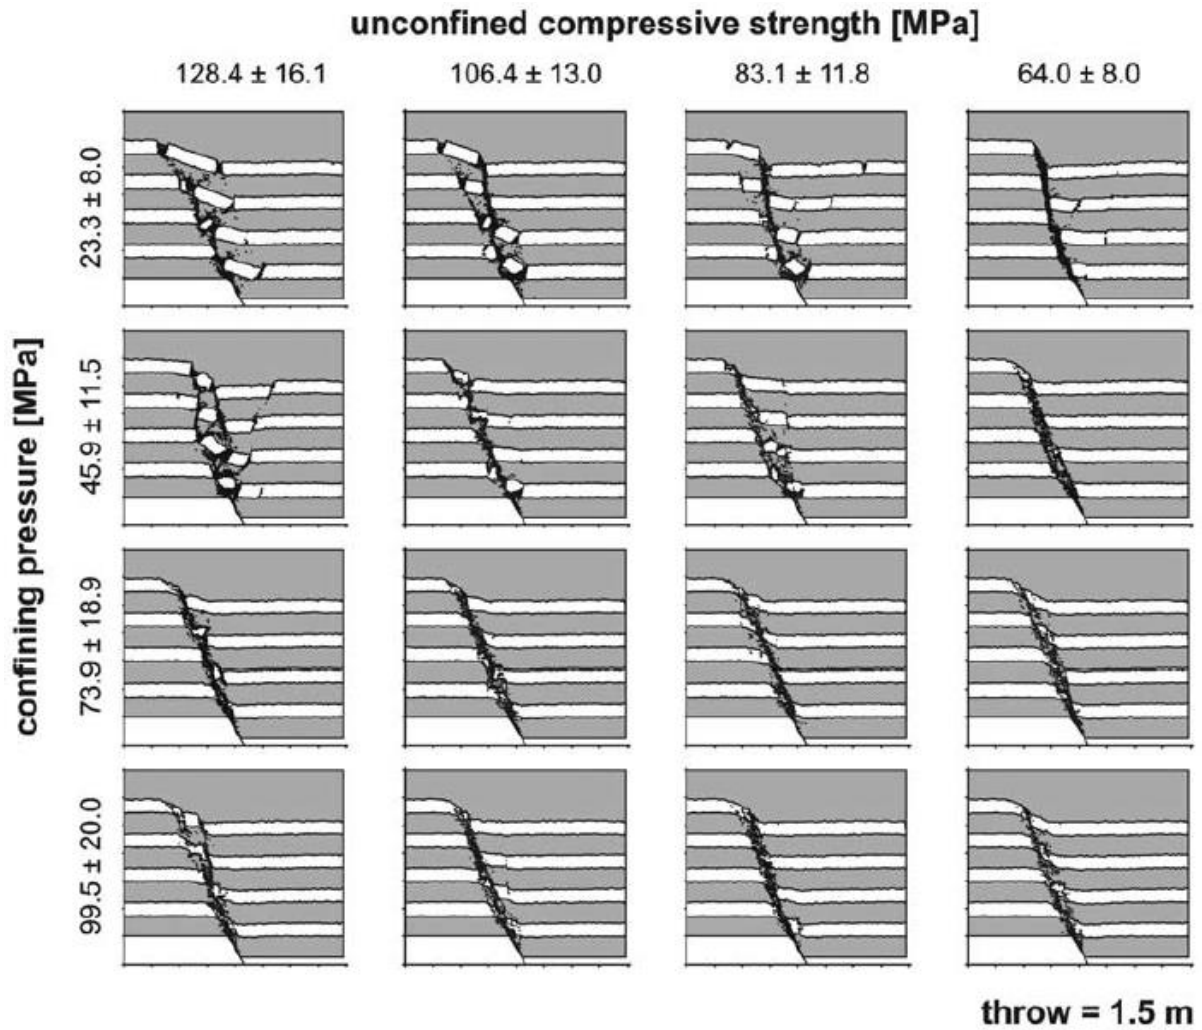 unconfined compressive strength [MPa]
128.4 ± 16.1
106.4 ± 13.0
83.1 ± 11.8
64.0 ± 8.0
confining pressure [MPa]
23.3 ± 8.0
45.9 ± 11.5
73.9 ± 18.9
99.5 ± 20.0
throw = 1.5 m